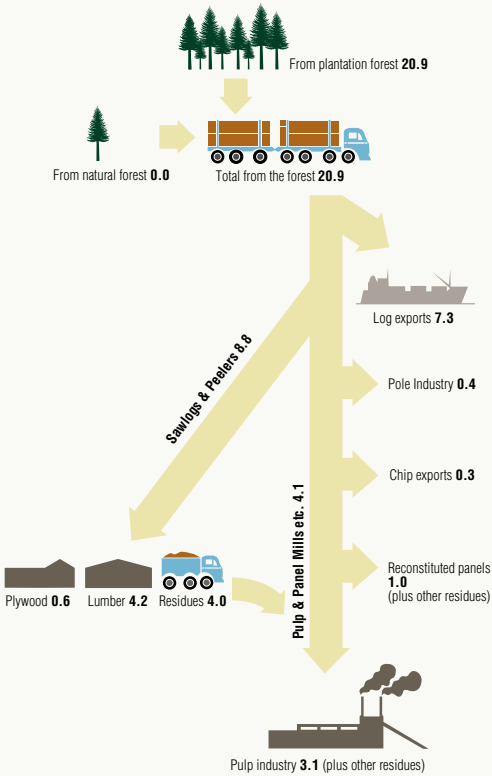 From plantation forest 20.9
From natural forest 0.0
Total from the forest 20.9
Log exports 7.3
Sawlogs & Peelers 8.8
Pole Industry 0.4
Chip exports 0.3
Pulp & Panel Mills etc. 4.1
Reconstituted panels
1.0
(plus other residues)
Plywood 0.6
Lumber 4.2
Residues 4.0
Pulp industry 3.1 (plus other residues)